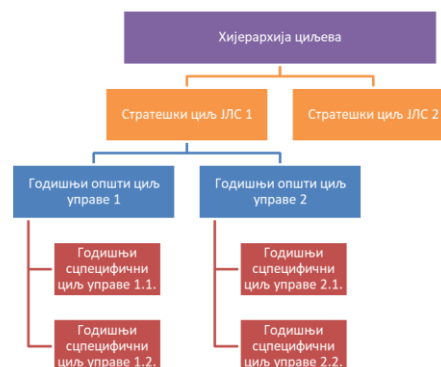 Хијерархија циљева
Стратешки циљ ЈЛС 1
Стратешки циљ ЈЛС 2
Годишњи општи циљ
управе 1
Годишњи општи циљ
управе 2
Годишњи
сцпецифични
циљ управе 1.1.
Годишњи
сцпецифични
циљ управе 2.1.
Годишњи
сцпецифични
циљ управе 1.2.
Годишњи
сцпецифични
циљ управе 2.2.